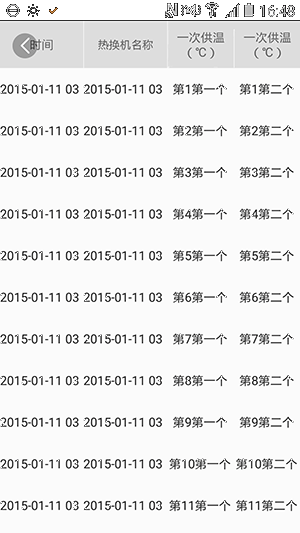 16:48
时间 热换机名称 一次供温 一次供温
(℃) (℃)
2015-01-11 03 2015-01-11 03 第1第一个 第1第二个
2015-01-11 03 2015-01-11 03 第2第一个 第2第二个
2015-01-11 03 2015-01-11 03 第3第一个 第3第二个
2015-01-11 03 2015-01-11 03 第4第一个 第4第二个
2015-01-11 03 2015-01-11 03 第5第一个 第5第二个
2015-01-11 03 2015-01-11 03 第6第一个 第6第二个
2015-01-11 03 2015-01-11 03 第7第一个 第7第二个
2015-01-11 03 2015-01-11 03 第8第一个 第8第二个
2015-01-11 03 2015-01-11 03 第9第一个 第9第二个
2015-01-11 03 2015-01-11 03 第10第一个 第10第二个
2015-01-11 03 2015-01-11 03 第11第一个 第11第二个